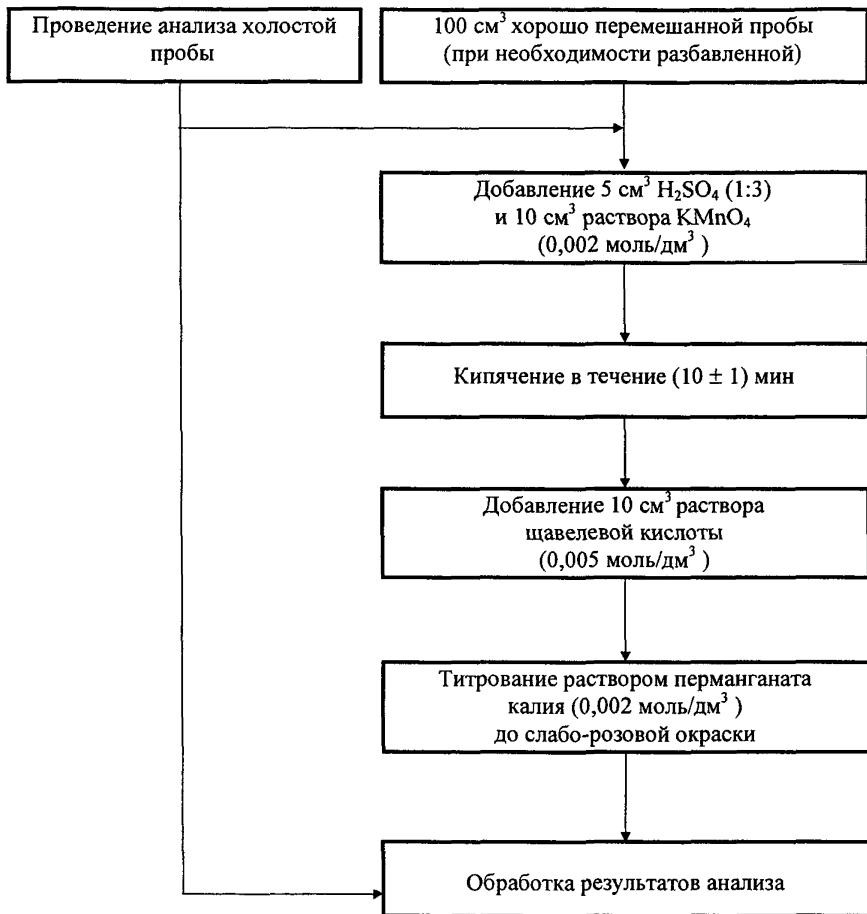 Проведение анализа холостой
пробы
100 см³ хорошо перемешанной пробы
(при необходимости разбавленной)
Добавление 5 см³ H₂SO₄ (1:3)
и 10 см³ раствора KMnO₄
(0,002 моль/дм³ )
Кипячение в течение (10 ± 1) мин
Добавление 10 см³ раствора
щавелевой кислоты
(0,005 моль/дм³ )
Титрование раствором перманганата
калия (0,002 моль/дм³ )
до слабо-розовой окраски
Обработка результатов анализа